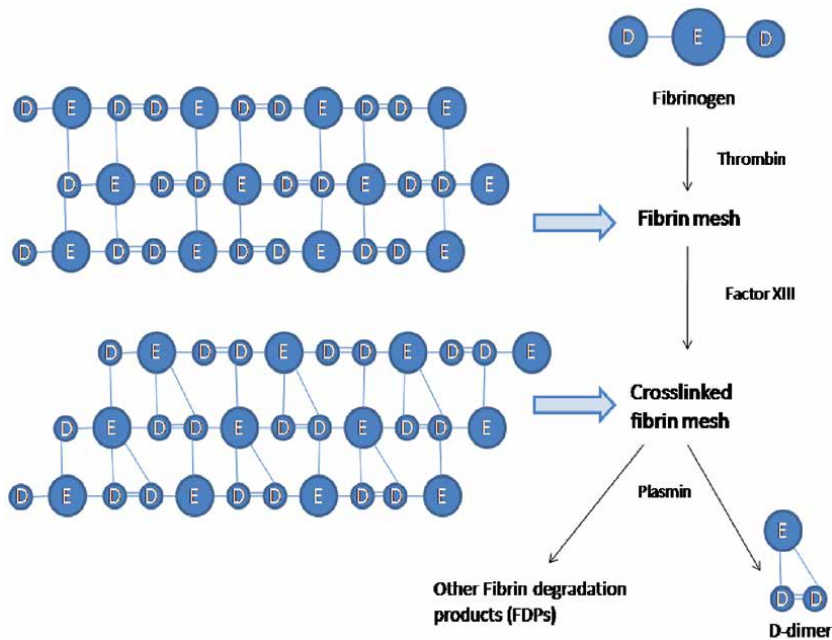 D E D
Fibrinogen
Thrombin
D E D D E D D E D D E
D E D D E D D E D D E
D E D D E D D E D D E
Fibrin mesh
Factor XIII
D E D D E D D E D D E
D E D D E D D E D D E
D E D D E D D E D D E
Crosslinked
fibrin mesh
Plasmin
E
D D
Other Fibrin degradation
products (FDPs)
D-dimer